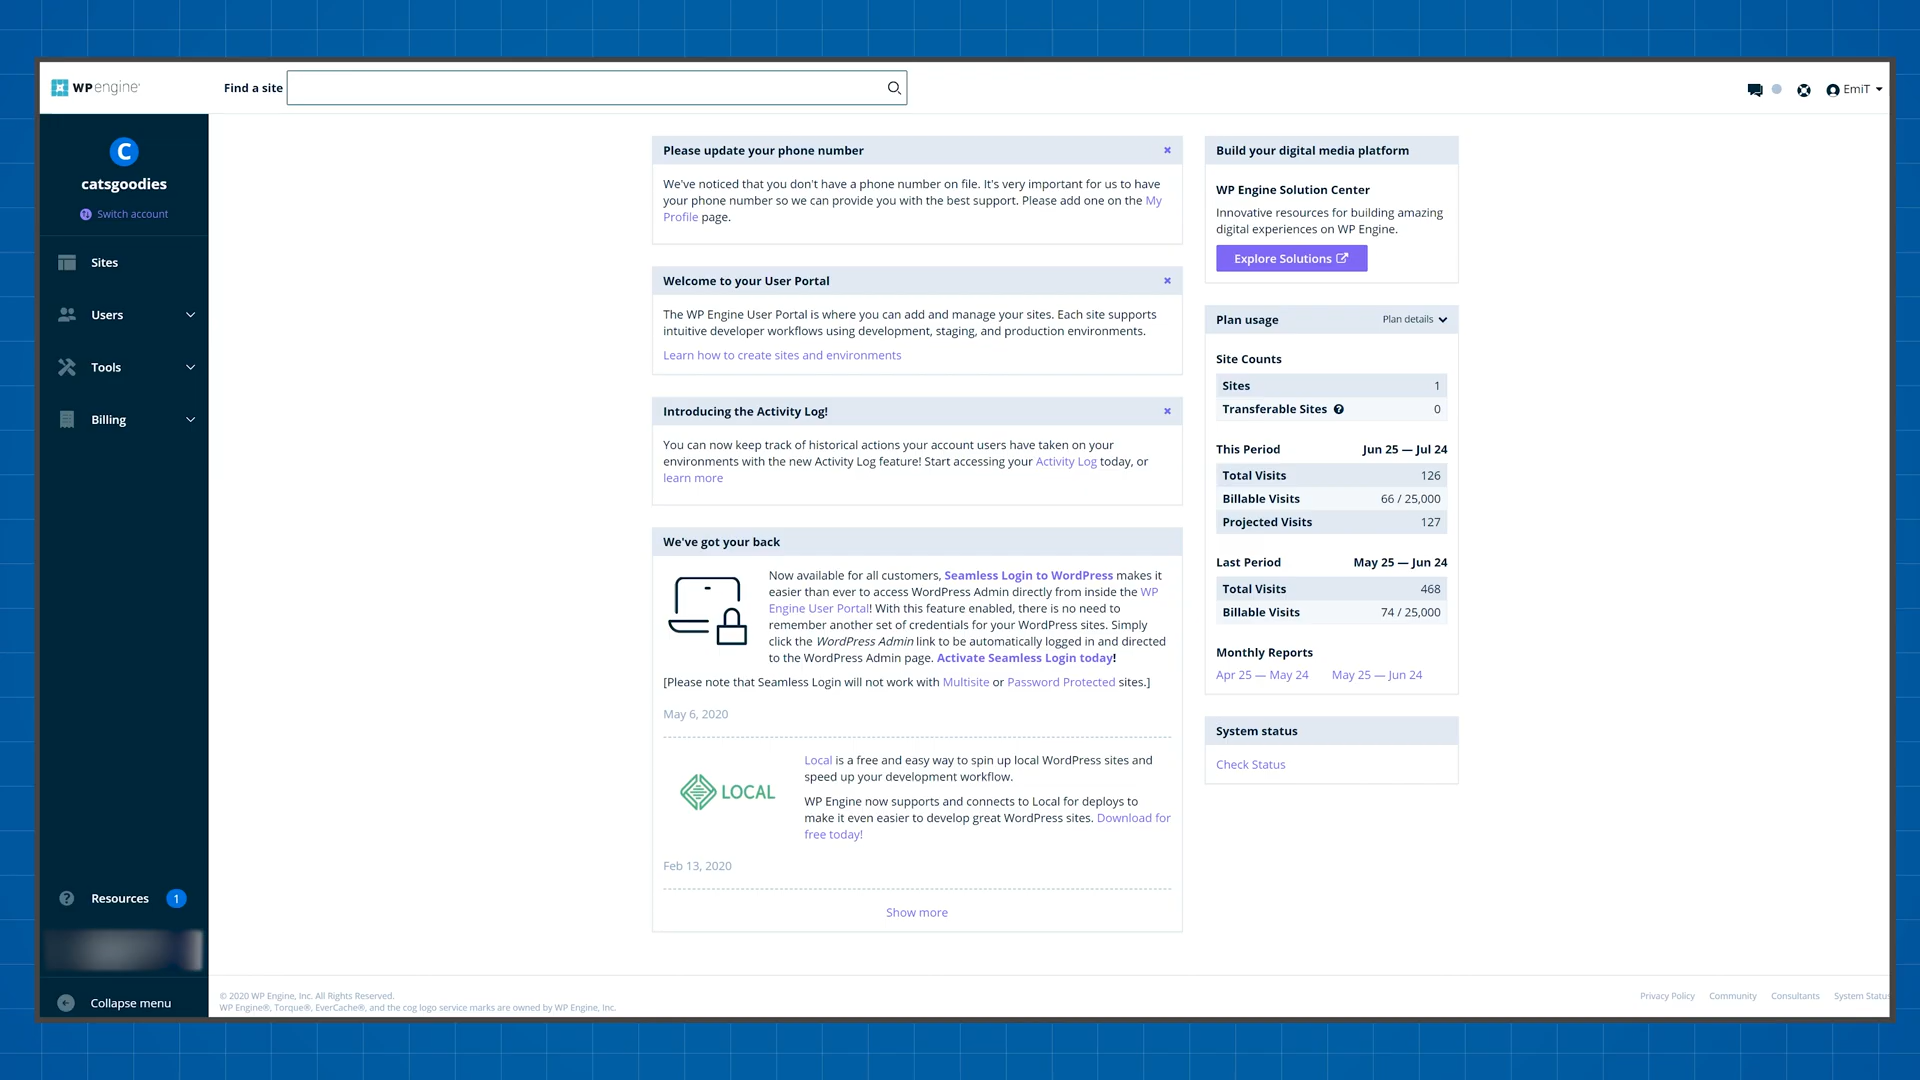 WPengine
Find a site
EmiT
C
catsgoodies
Switch account
Sites
Users
Tools
Billing
Resources 1
Collapse menu
Please update your phone number
We've noticed that you don't have a phone number on file. It's very important for us to have
your phone number so we can provide you with the best support. Please add one on the My
Profile page.
Welcome to your User Portal
The WP Engine User Portal is where you can add and manage your sites. Each site supports
intuitive developer workflows using development, staging, and production environments.
Learn how to create sites and environments
Introducing the Activity Log!
You can now keep track of historical actions your account users have taken on your
environments with the new Activity Log feature! Start accessing your Activity Log today, or
learn more
We've got your back
Now available for all customers, Seamless Login to WordPress makes it
easier than ever to access WordPress Admin directly from inside the WP
Engine User Portal! With this feature enabled, there is no need to
remember another set of credentials for your WordPress sites. Simply
click the WordPress Admin link to be automatically logged in and directed
to the WordPress Admin page. Activate Seamless Login today!
[Please note that Seamless Login will not work with Multisite or Password Protected sites.]
May 6, 2020
LOCAL
Local is a free and easy way to spin up local WordPress sites and
speed up your development workflow.
WP Engine now supports and connects to Local for deploys to
make it even easier to develop great WordPress sites. Download for
free today!
Feb 13, 2020
Show more
Build your digital media platform
WP Engine Solution Center
Innovative resources for building amazing
digital experiences on WP Engine.
Explore Solutions
Plan usage Plan details
Site Counts
Sites 1
Transferable Sites 0
This Period Jun 25 — Jul 24
Total Visits 126
Billable Visits 66 / 25,000
Projected Visits 127
Last Period May 25 — Jun 24
Total Visits 468
Billable Visits 74 / 25,000
Monthly Reports
Apr 25 — May 24 May 25 — Jun 24
System status
Check Status
© 2020 WP Engine, Inc. All Rights Reserved.
WP Engine®, Torque®, EverCache®, and the cog logo service marks are owned by WP Engine, Inc.
Privacy Policy Community Consultants System Status